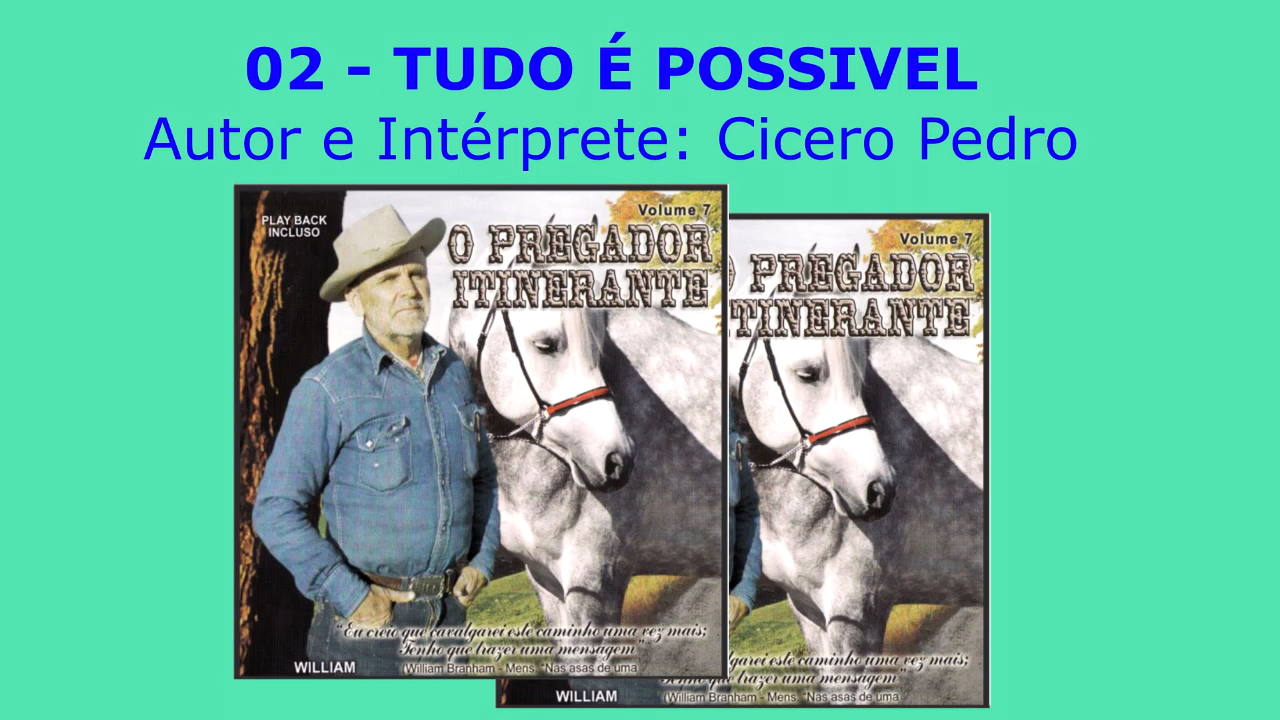 02 - TUDO É POSSIVEL
Autor e Intérprete: Cicero Pedro
PLAY BACK
INCLUSO
Volume 7
O PREGADOR
ITINERANTE
"Eu creio que cavalgarei este caminho uma vez mais;
Tenho que trazer uma mensagem"
WILLIAM
(William Branham - Mens. "Nas asas de uma
Volume 7
PREGADOR
ITINERANTE
lgarei este caminho uma vez mais;
Tenho que trazer uma mensagem"
WILLIAM
(William Branham - Mens. "Nas asas de uma